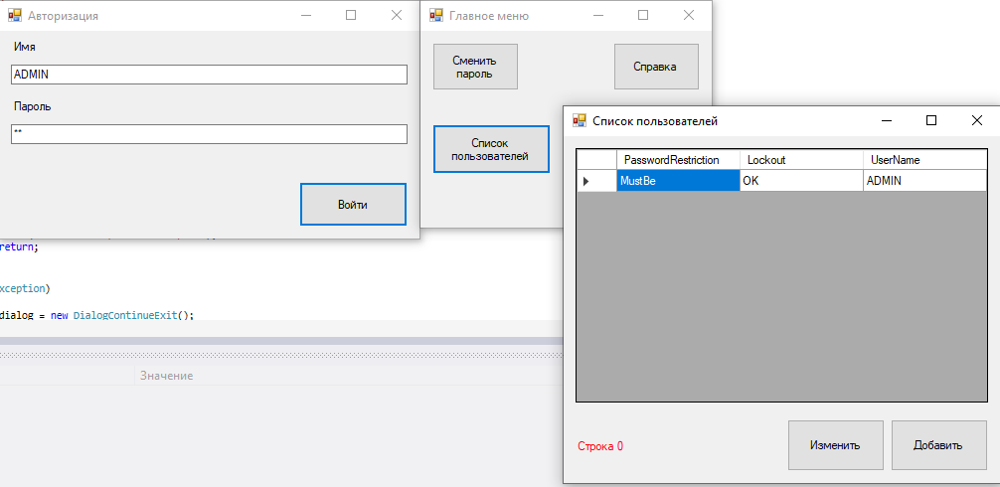 Авторизация
Имя
ADMIN
Пароль
**
Войти
Главное меню
Сменить
пароль
Справка
Список
пользователей
Список пользователей
PasswordRestriction Lockout UserName
MustBe OK ADMIN
Строка 0
Изменить
Добавить
return;
xception)
dialog = new DialogContinueExit();
Значение